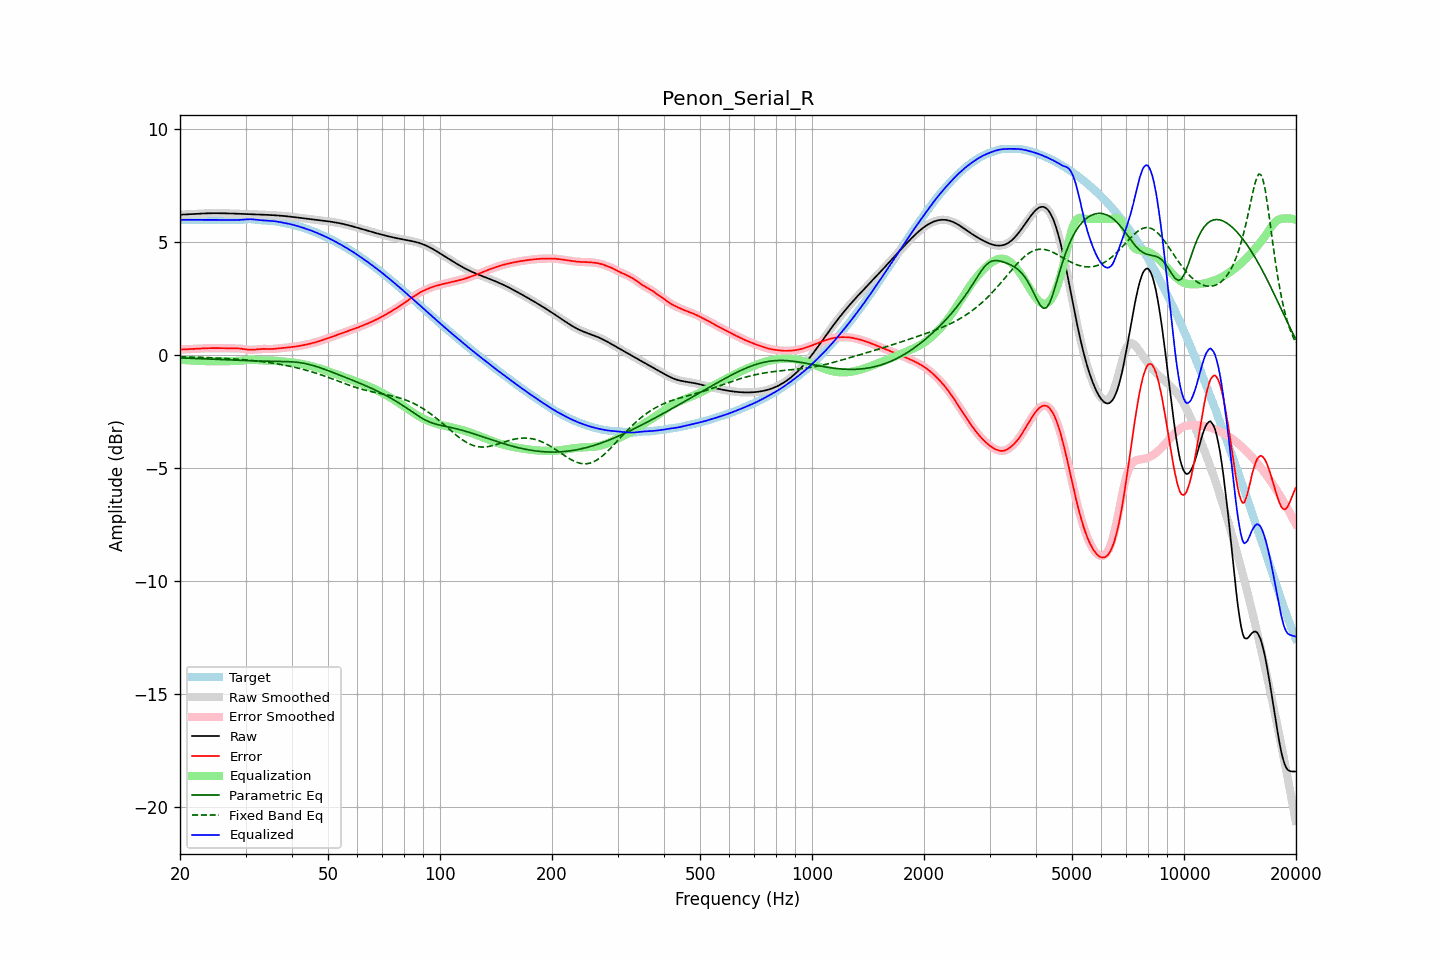 Penon_Serial_R
Amplitude (dBr)
10
5
0
−5
−10
−15
−20
Target
Raw Smoothed
Error Smoothed
Raw
Error
Equalization
Parametric Eq
Fixed Band Eq
Equalized
20 50 100 200 500 1000 2000 5000 10000 20000
Frequency (Hz)